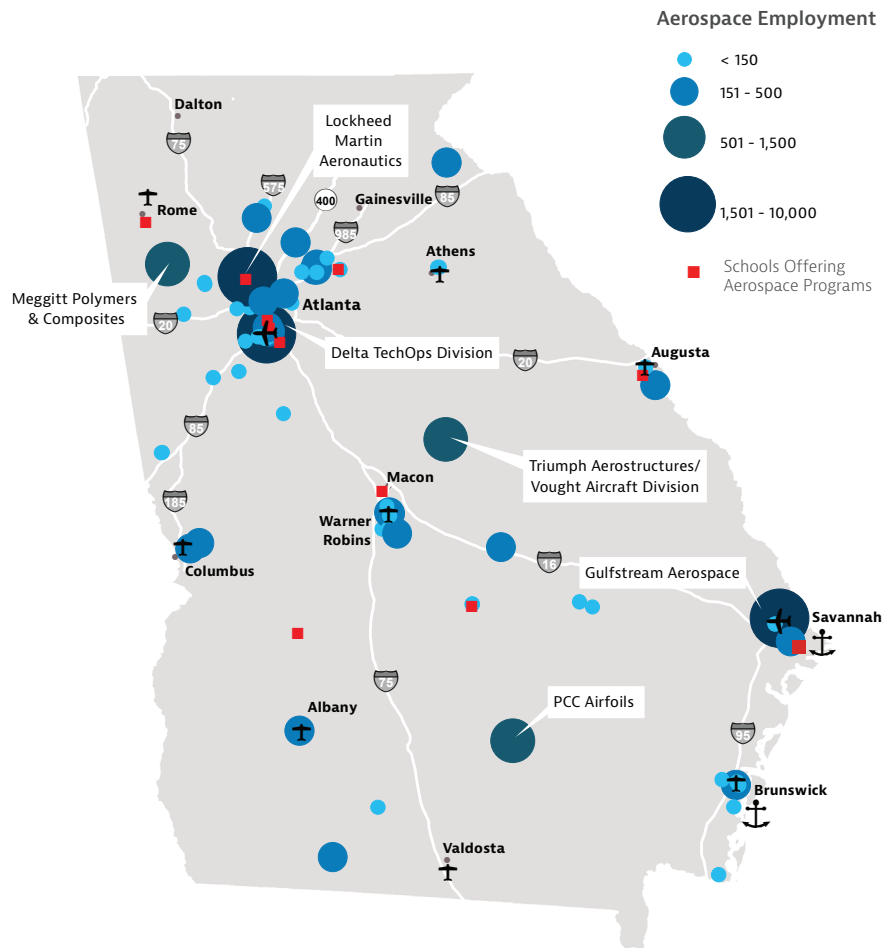 Aerospace Employment
< 150
151 - 500
501 - 1,500
1,501 - 10,000
Schools Offering
Aerospace Programs
Dalton
75
Lockheed
Martin
Aeronautics
575
400
Gainesville
85
Rome
985
Athens
Meggitt Polymers
& Composites
Atlanta
20
20
Delta TechOps Division
20
Augusta
85
Triumph Aerostructures/
Vought Aircraft Division
Macon
185
Warner
Robins
Columbus
16
Gulfstream Aerospace
Savannah
75
Albany
PCC Airfoils
95
Brunswick
Valdosta